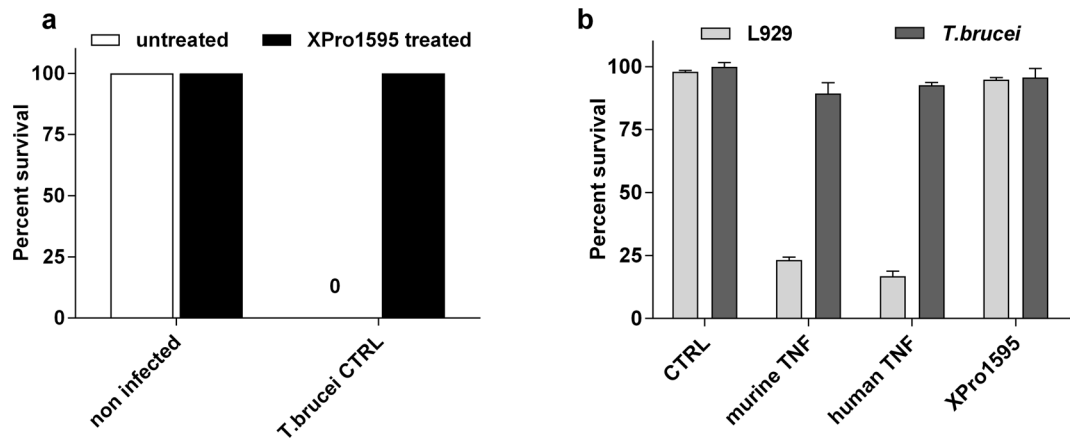 a
untreated XPro1595 treated
Percent survival
100
75
50
25
0
0
non infected
T.brucei CTRL
b
L929 T.brucei
Percent survival
100
75
50
25
0
CTRL
murine TNF
human TNF
XPro1595